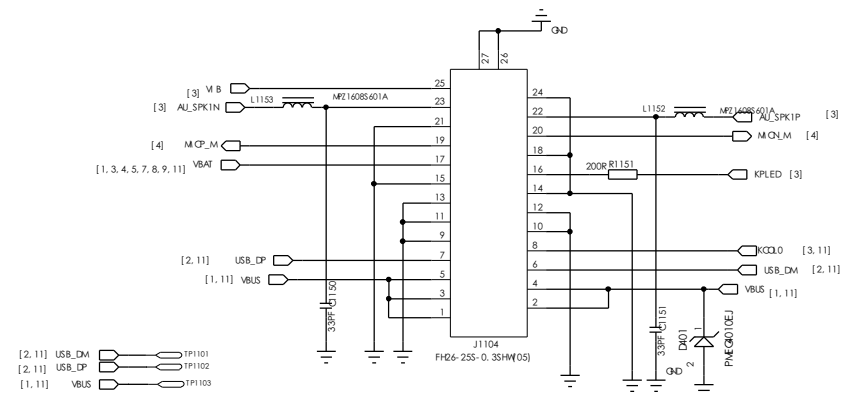 GND
27
26
25
[3] VIB
L1153
MPZ1608S601A
23
[3] AU_SPK1N
21
19
[4] MICP_M
17
[1, 3, 4, 5, 7, 8, 9, 11] VBAT
15
13
11
9
7
[2, 11] USB_DP
5
[1, 11] VBUS
3
1
24
L1152
MPZ1608S601A
22
AU_SPK1P [3]
20
MICN_M [4]
18
200R R1151
16
KPLED [3]
14
12
10
8
KCOL0 [3, 11]
6
USB_DM [2, 11]
4
VBUS [1, 11]
2
33PF C1150
33PF C1151
D401
1
2
PMEG4010EJ
GND
J1104
FH26-25S-0.3SHW(05)
[2, 11] USB_DM TP1101
[2, 11] USB_DP TP1102
[1, 11] VBUS TP1103